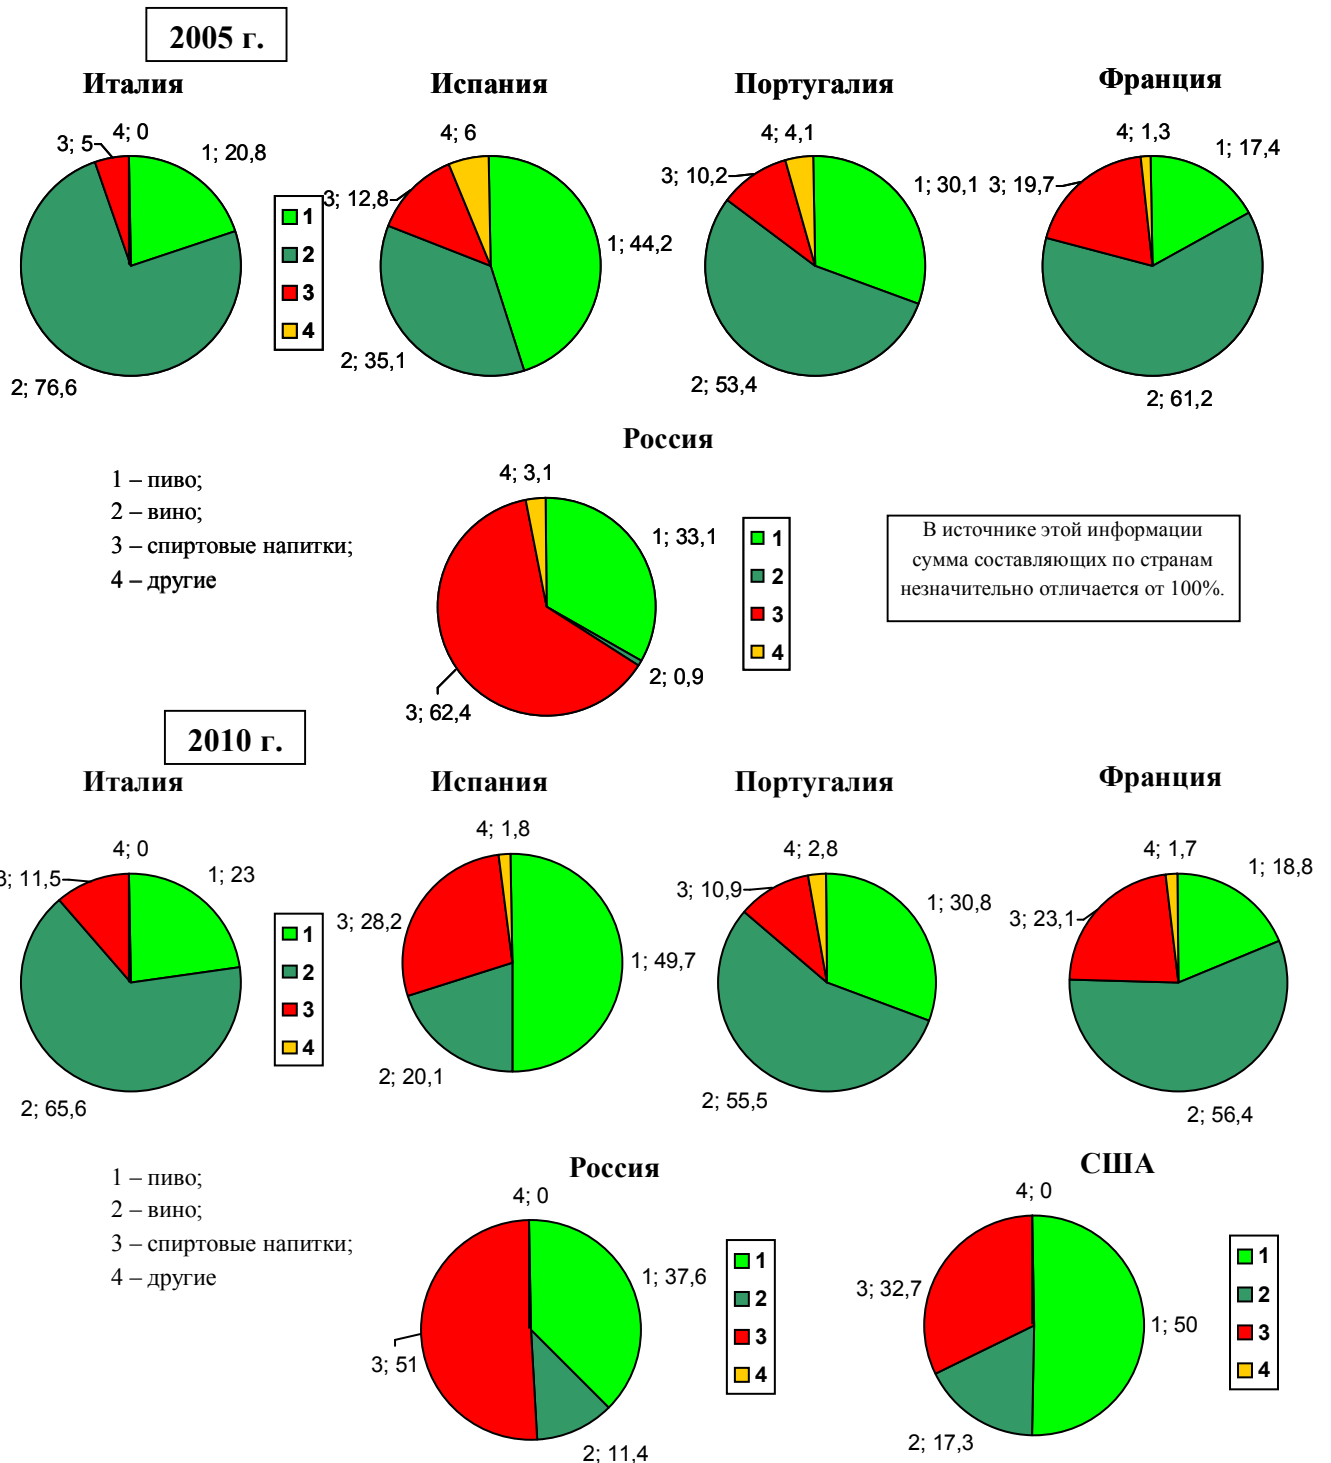 2005 г.
Италия
Испания
Португалия
Франция
3; 5
4; 0
1; 20,8
2; 76,6
1
2
3
4
4; 6
3; 12,8
1; 44,2
2; 35,1
4; 4,1
3; 10,2
1; 30,1
2; 53,4
4; 1,3
3; 19,7
1; 17,4
2; 61,2
1 – пиво;
2 – вино;
3 – спиртовые напитки;
4 – другие
Россия
4; 3,1
1; 33,1
2; 0,9
3; 62,4
1
2
3
4
В источнике этой информации
сумма составляющих по странам
незначительно отличается от 100%.
2010 г.
Италия
Испания
Португалия
Франция
4; 0
3; 11,5
1; 23
2; 65,6
1
2
3
4
4; 1,8
3; 28,2
1; 49,7
2; 20,1
4; 2,8
3; 10,9
1; 30,8
2; 55,5
4; 1,7
3; 23,1
1; 18,8
2; 56,4
1 – пиво;
2 – вино;
3 – спиртовые напитки;
4 – другие
Россия
4; 0
1; 37,6
3; 51
2; 11,4
1
2
3
4
США
4; 0
3; 32,7
1; 50
2; 17,3
1
2
3
4